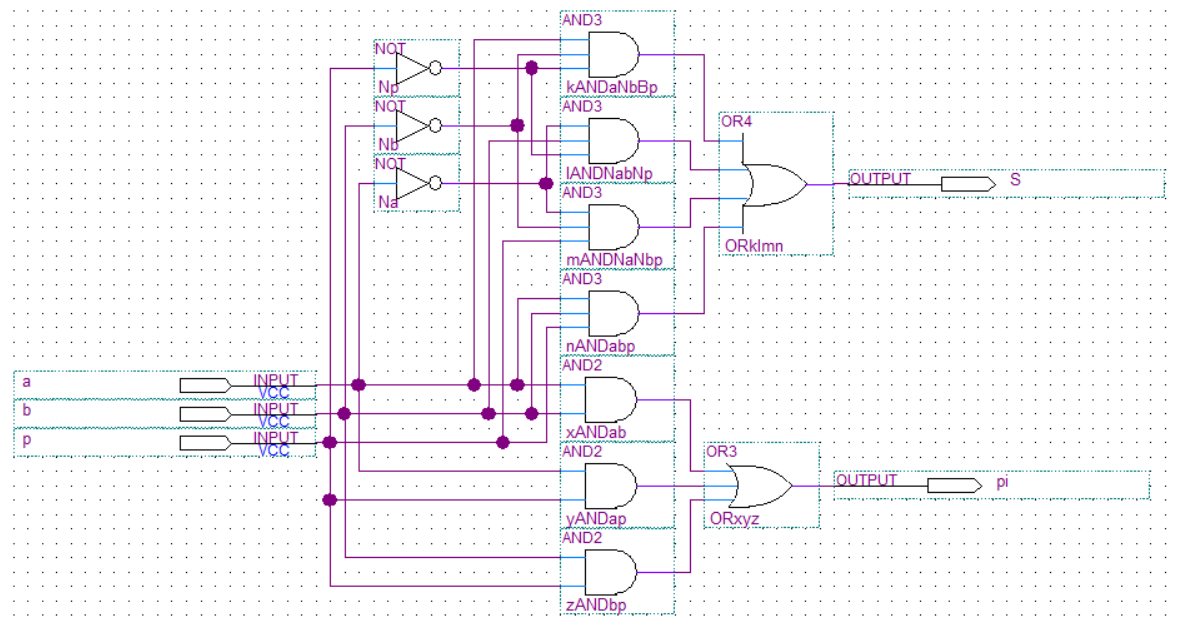 AND3
kANDaNbBp
NOT
Np
NOT
Nb
NOT
Na
AND3
lANDNabNp
AND3
mANDNaNbp
AND3
nANDabp
OR4
ORklmn
OUTPUT S
a INPUT
VCC
b INPUT
VCC
p INPUT
VCC
AND2
xANDab
AND2
yANDap
AND2
zANDbp
OR3
ORxyz
OUTPUT pi